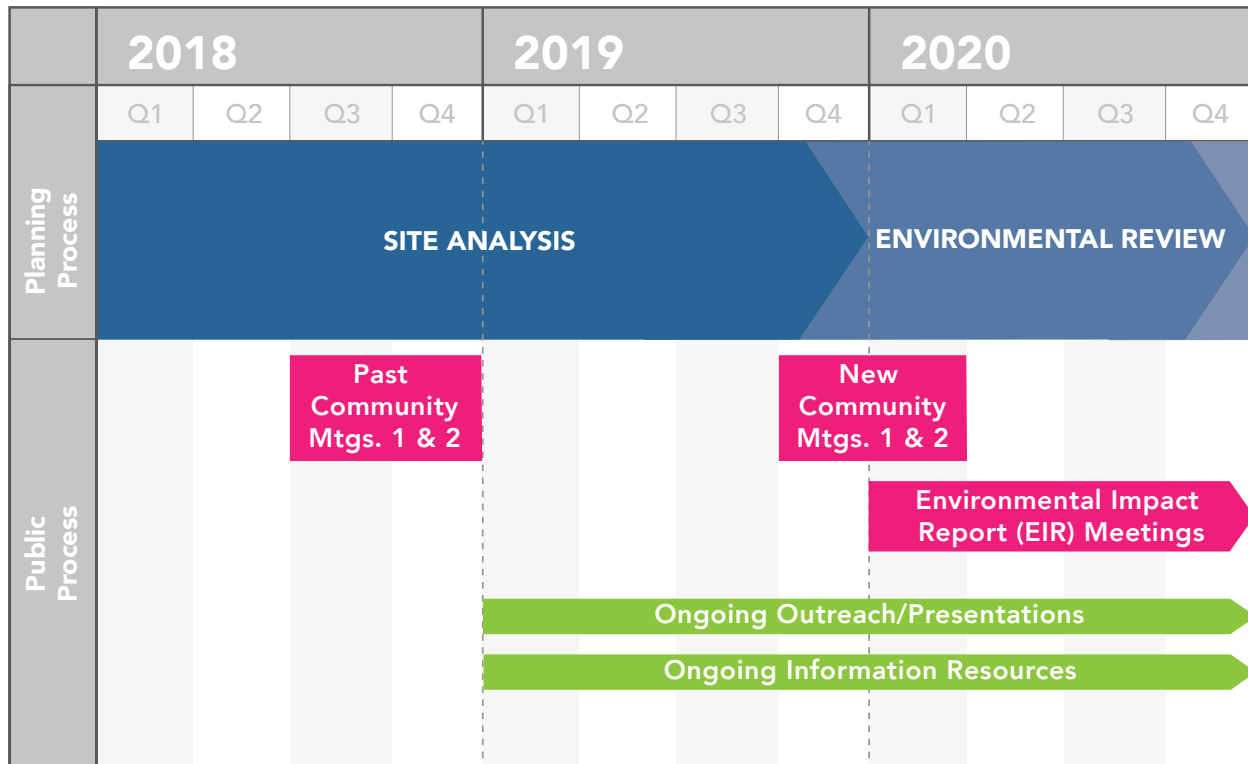 2018
2019
2020
Q1
Q2
Q3
Q4
Q1
Q2
Q3
Q4
Q1
Q2
Q3
Q4
Planning
Process
SITE ANALYSIS
ENVIRONMENTAL REVIEW
Public
Process
Past
Community
Mtgs. 1 & 2
New
Community
Mtgs. 1 & 2
Environmental Impact
Report (EIR) Meetings
Ongoing Outreach/Presentations
Ongoing Information Resources